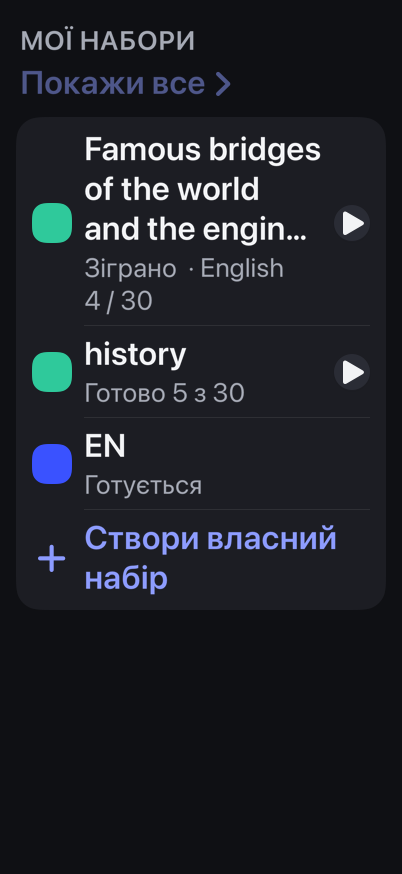 МОЇ НАБОРИ
Покажи все
Famous bridges
of the world
and the engin...
Зіграно · English
4 / 30
history
Готово 5 з 30
EN
Готується
Створи власний
набір